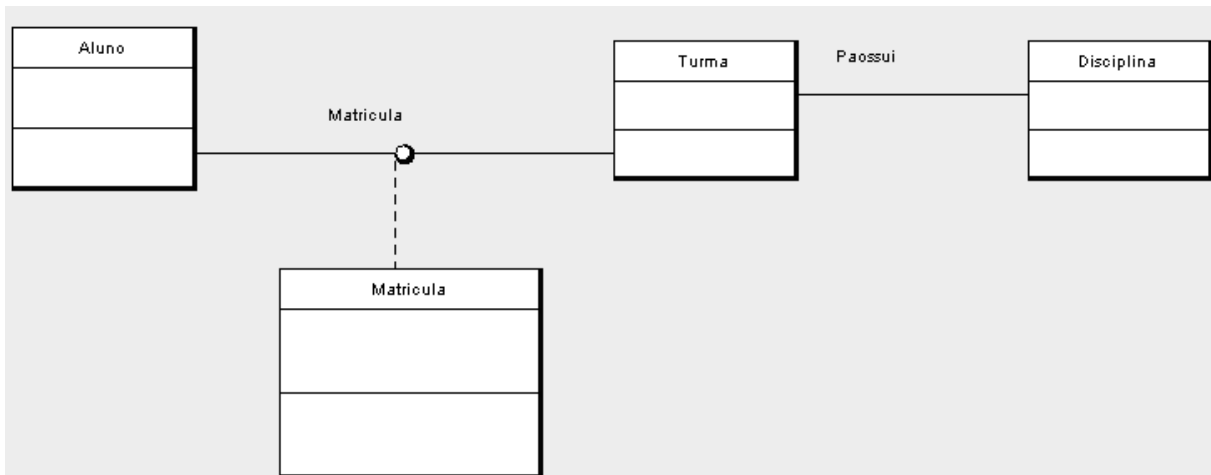 Aluno
Turma
Paossui
Disciplina
Matricula
Matricula